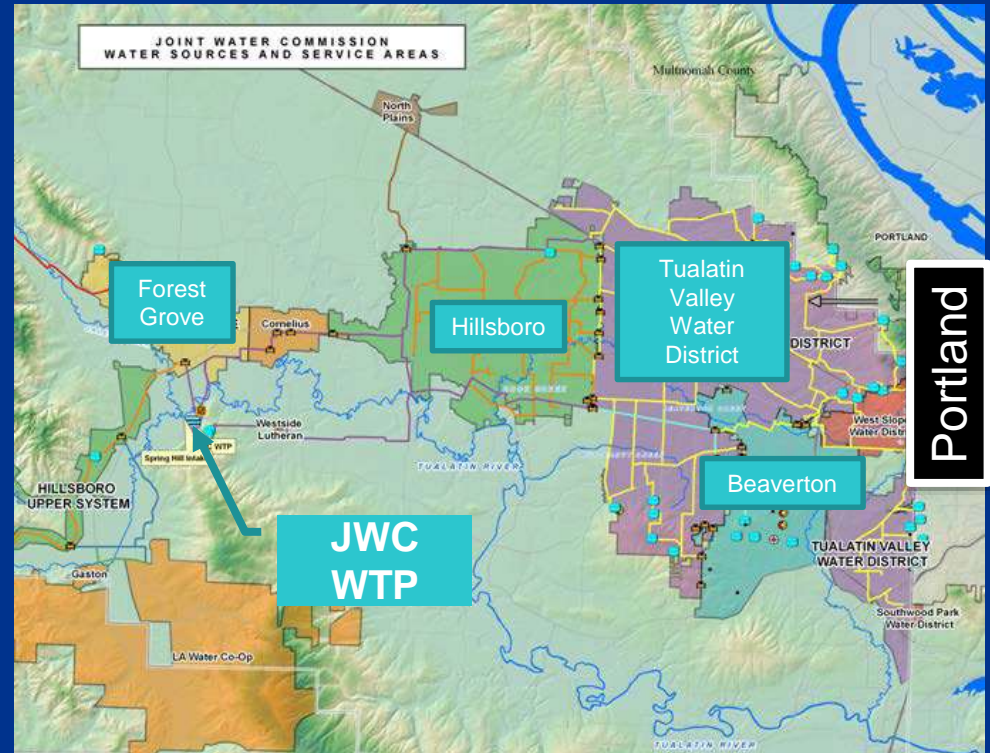 JOINT WATER COMMISSION
WATER SOURCES AND SERVICE AREAS
Multnomah County
North
Plains
PORTLAND
Forest
Grove
Cornelius
Hillsboro
Tualatin
Valley
Water
District
DISTRICT
Portland
Westside
Lutheran
WTP
Spring Hill Intake
TUALATIN RIVER
West Slope
Water Distri
HILLSBORO
UPPER SYSTEM
Beaverton
JWC
WTP
TUALATIN VALLEY
WATER DISTRICT
Gaston
Southwood Park
Water District
LA Water Co-Op
TUALATIN RIVER